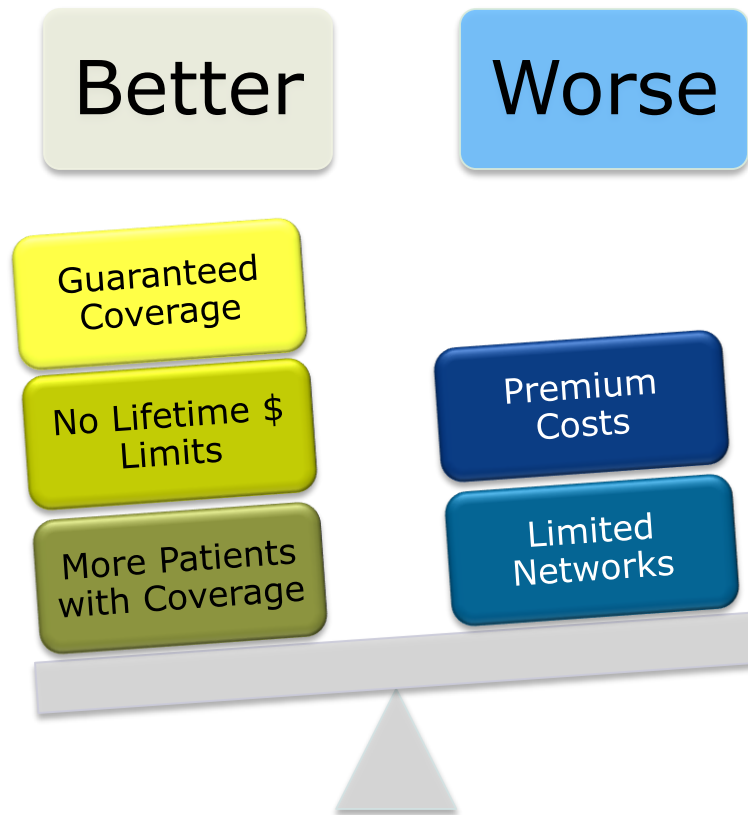 Better
Worse
Guaranteed
Coverage
No Lifetime $
Limits
More Patients
with Coverage
Premium
Costs
Limited
Networks